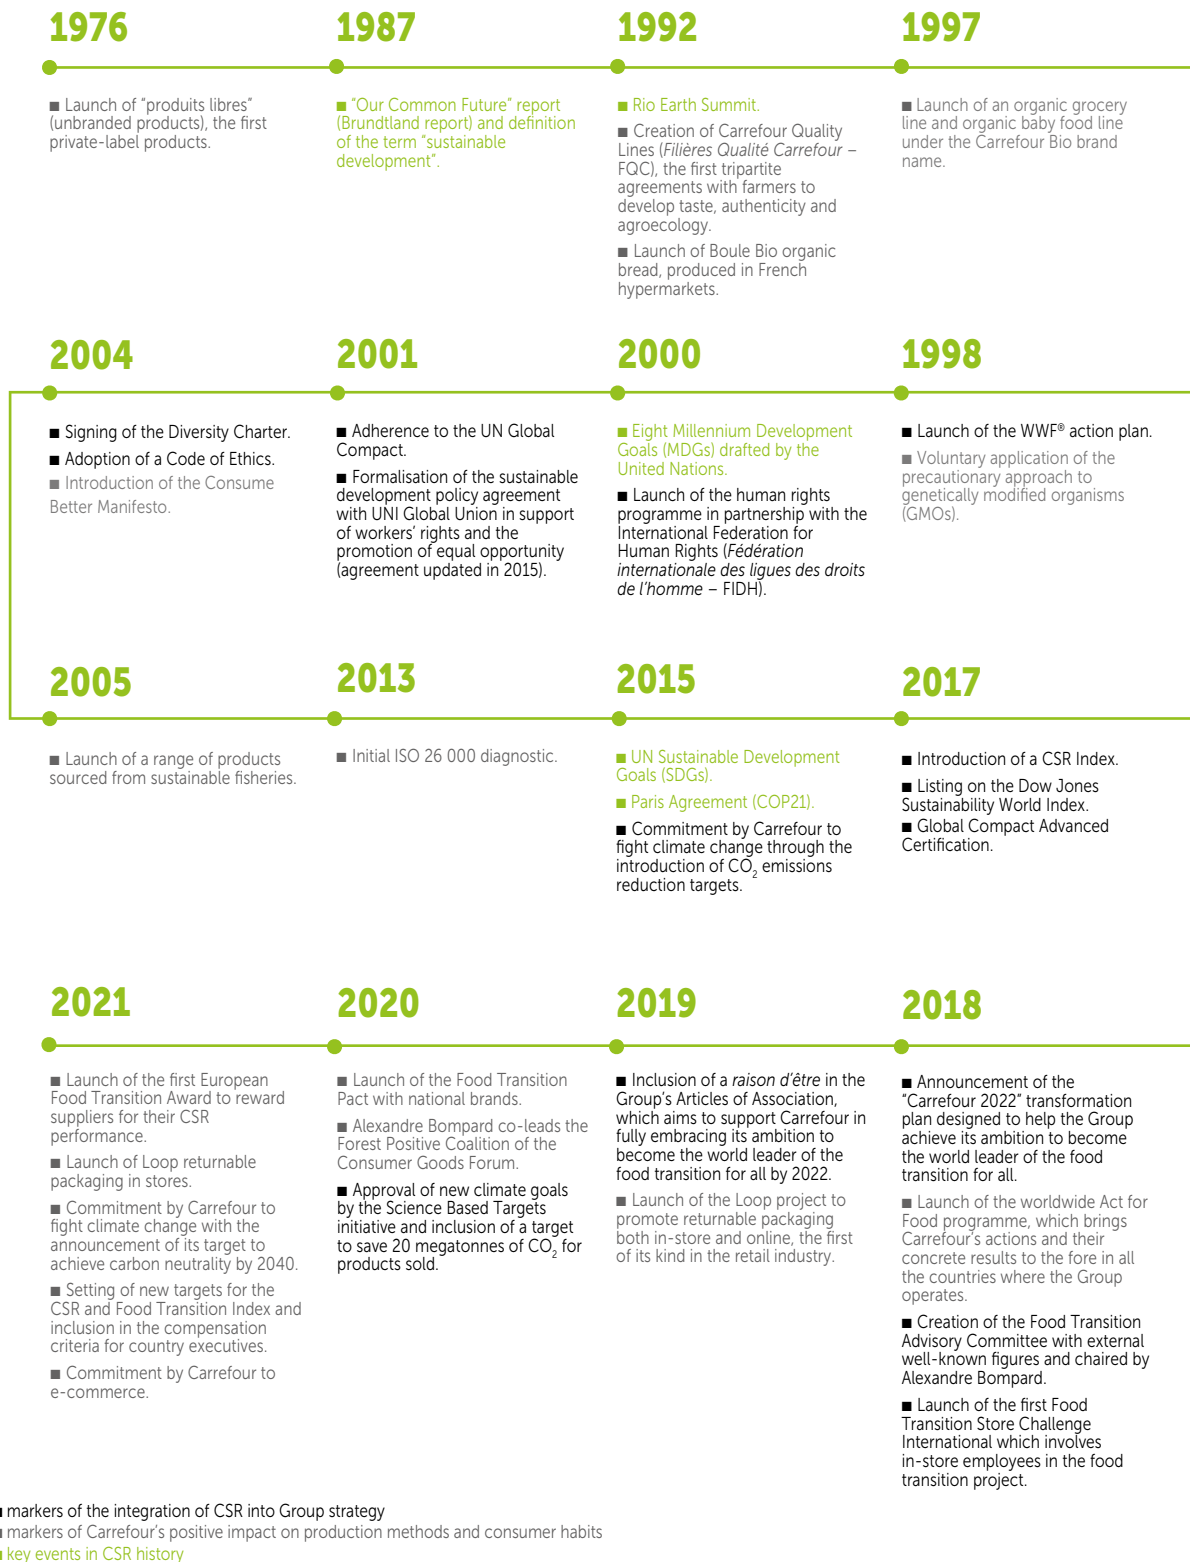 1976
■ Launch of “produits libres”
(unbranded products), the first
private-label products.
1987
■ “Our Common Future” report
(Brundtland report) and definition
of the term “sustainable
development”.
1992
■ Rio Earth Summit.
■ Creation of Carrefour Quality
Lines (Filières Qualité Carrefour –
FQC), the first tripartite
agreements with farmers to
develop taste, authenticity and
agroecology.
■ Launch of Boule Bio organic
bread, produced in French
hypermarkets.
1997
■ Launch of an organic grocery
line and organic baby food line
under the Carrefour Bio brand
name.
2004
■ Signing of the Diversity Charter.
■ Adoption of a Code of Ethics.
■ Introduction of the Consume
Better Manifesto.
2001
■ Adherence to the UN Global
Compact.
■ Formalisation of the sustainable
development policy agreement
with UNI Global Union in support
of workers’ rights and the
promotion of equal opportunity
(agreement updated in 2015).
2000
■ Eight Millennium Development
Goals (MDGs) drafted by the
United Nations.
■ Launch of the human rights
programme in partnership with the
International Federation for
Human Rights (Fédération
internationale des ligues des droits
de l’homme – FIDH).
1998
■ Launch of the WWF® action plan.
■ Voluntary application of the
precautionary approach to
genetically modified organisms
(GMOs).
2005
■ Launch of a range of products
sourced from sustainable fisheries.
2013
■ Initial ISO 26 000 diagnostic.
2015
■ UN Sustainable Development
Goals (SDGs).
■ Paris Agreement (COP21).
■ Commitment by Carrefour to
fight climate change through the
introduction of CO₂ emissions
reduction targets.
2017
■ Introduction of a CSR Index.
■ Listing on the Dow Jones
Sustainability World Index.
■ Global Compact Advanced
Certification.
2021
■ Launch of the first European
Food Transition Award to reward
suppliers for their CSR
performance.
■ Launch of Loop returnable
packaging in stores.
■ Commitment by Carrefour to
fight climate change with the
announcement of its target to
achieve carbon neutrality by 2040.
■ Setting of new targets for the
CSR and Food Transition Index and
inclusion in the compensation
criteria for country executives.
■ Commitment by Carrefour to
e-commerce.
2020
■ Launch of the Food Transition
Pact with national brands.
■ Alexandre Bompard co-leads the
Forest Positive Coalition of the
Consumer Goods Forum.
■ Approval of new climate goals
by the Science Based Targets
initiative and inclusion of a target
to save 20 megatonnes of CO₂ for
products sold.
2019
■ Inclusion of a raison d’être in the
Group’s Articles of Association,
which aims to support Carrefour in
fully embracing its ambition to
become the world leader of the
food transition for all by 2022.
■ Launch of the Loop project to
promote returnable packaging
both in-store and online, the first
of its kind in the retail industry.
2018
■ Announcement of the
“Carrefour 2022” transformation
plan designed to help the Group
achieve its ambition to become
the world leader of the food
transition for all.
■ Launch of the worldwide Act for
Food programme, which brings
Carrefour’s actions and their
concrete results to the fore in all
the countries where the Group
operates.
■ Creation of the Food Transition
Advisory Committee with external
well-known figures and chaired by
Alexandre Bompard.
■ Launch of the first Food
Transition Store Challenge
International which involves
in-store employees in the food
transition project.
■ markers of the integration of CSR into Group strategy
■ markers of Carrefour’s positive impact on production methods and consumer habits
■ key events in CSR history